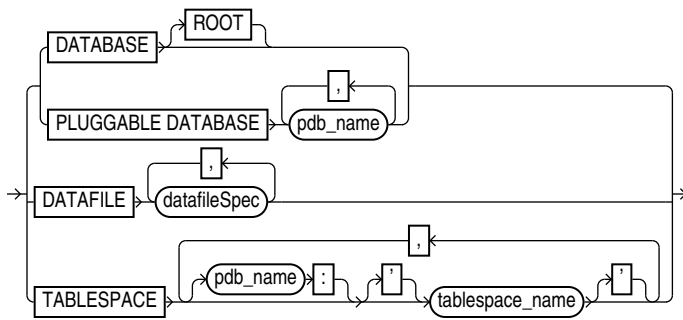 ROOT
DATABASE
,
PLUGGABLE DATABASE pdb_name
,
DATAFILE datafileSpec
,
pdb_name :
TABLESPACE ' tablespace_name '